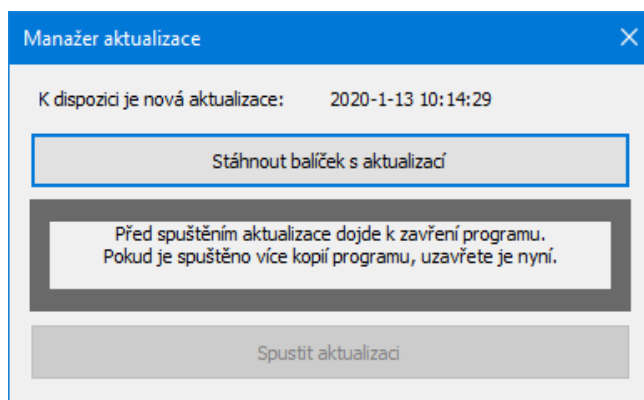 Manažer aktualizace
K dispozici je nová aktualizace: 2020-1-13 10:14:29
Stáhnout balíček s aktualizací
Před spuštěním aktualizace dojde k zavření programu.
Pokud je spuštěno více kopií programu, uzavřete je nyní.
Spustit aktualizaci